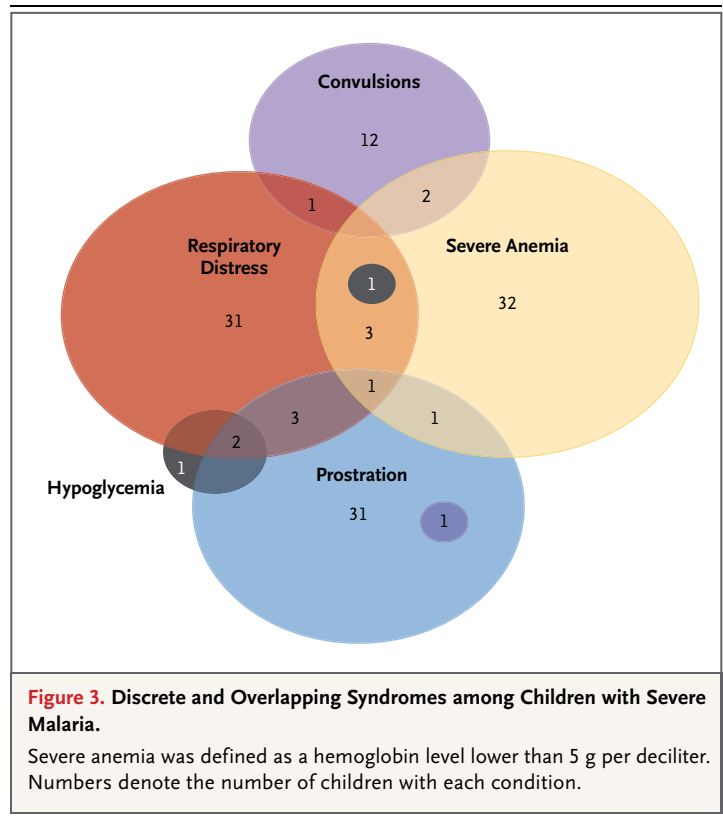 Convulsions
12
1
2
Respiratory
Distress
Severe Anemia
1
31
32
3
1
3
1
2
1
Hypoglycemia
Prostration
31
1
Figure 3. Discrete and Overlapping Syndromes among Children with Severe
Malaria.
Severe anemia was defined as a hemoglobin level lower than 5 g per deciliter.
Numbers denote the number of children with each condition.